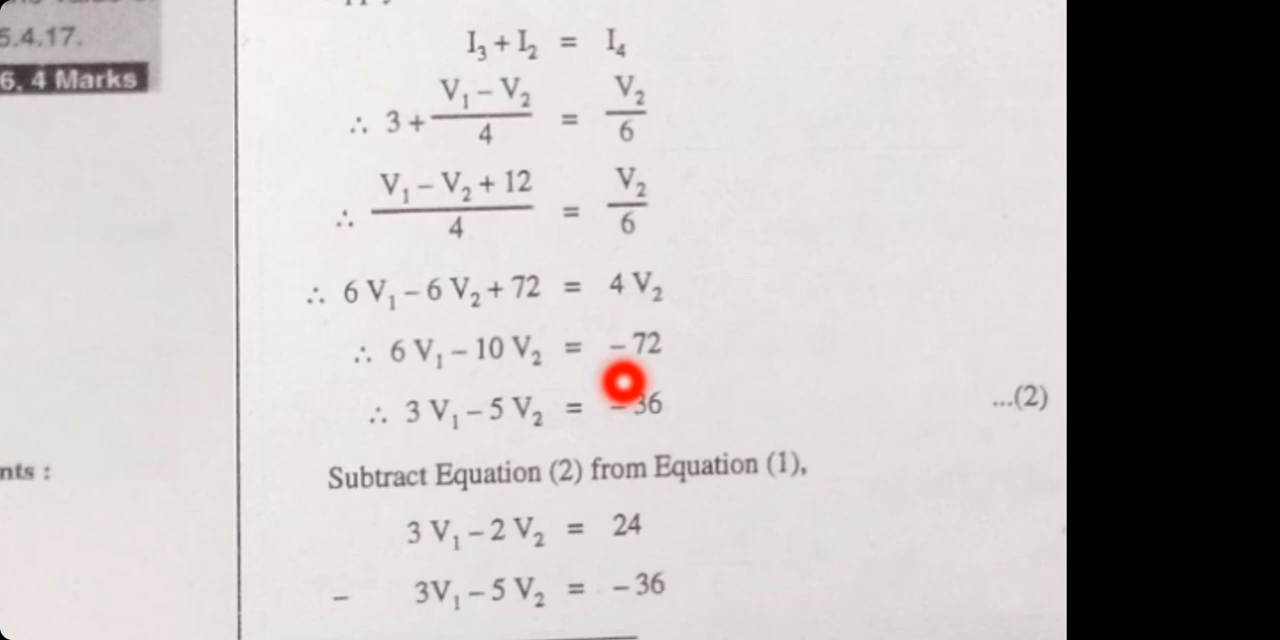 5.4.17.
6, 4 Marks
I₃ + I₂ = I₄
∴ 3 + (V₁ – V₂)/4 = V₂/6
∴ (V₁ – V₂ + 12)/4 = V₂/6
∴ 6 V₁ – 6 V₂ + 72 = 4 V₂
∴ 6 V₁ – 10 V₂ = – 72
∴ 3 V₁ – 5 V₂ = – 36 ...(2)
nts :
Subtract Equation (2) from Equation (1),
3 V₁ – 2 V₂ = 24
– 3V₁ – 5 V₂ = – 36